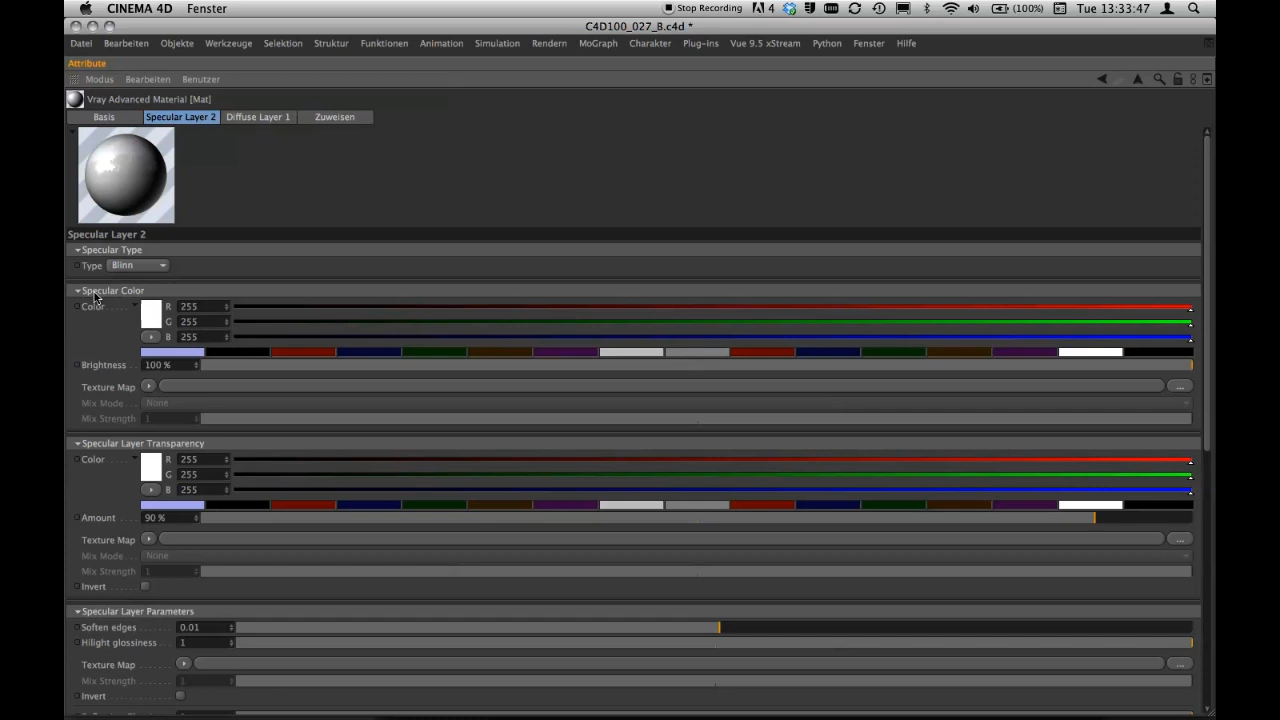 CINEMA 4D Fenster Stop Recording 4 (100%) Tue 13:33:47
C4D100_027_B.c4d *
Datei Bearbeiten Objekte Werkzeuge Selektion Struktur Funktionen Animation Simulation Rendern MoGraph Charakter Plug-ins Vue 9.5 xStream Python Fenster Hilfe
Attribute
Modus Bearbeiten Benutzer
Vray Advanced Material [Mat]
Basis Specular Layer 2 Diffuse Layer 1 Zuweisen
Specular Layer 2
Specular Type
Type Blinn
Specular Color
Color R 255
G 255
B 255
Brightness 100 %
Texture Map ...
Mix Mode None
Mix Strength 1
Specular Layer Transparency
Color R 255
G 255
B 255
Amount 90 %
Texture Map ...
Mix Mode None
Mix Strength 1
Invert
Specular Layer Parameters
Soften edges 0.01
Hilight glossiness 1
Texture Map ...
Mix Strength 1
Invert